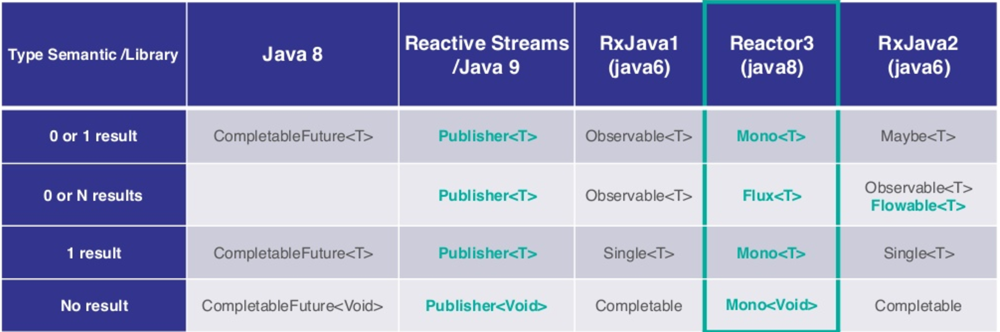 Type Semantic /Library
Java 8
Reactive Streams
/Java 9
RxJava1
(java6)
Reactor3
(java8)
RxJava2
(java6)
0 or 1 result
CompletableFuture<T>
Publisher<T>
Observable<T>
Mono<T>
Maybe<T>
0 or N results
Publisher<T>
Observable<T>
Flux<T>
Observable<T>
Flowable<T>
1 result
CompletableFuture<T>
Publisher<T>
Single<T>
Mono<T>
Single<T>
No result
CompletableFuture<Void>
Publisher<Void>
Completable
Mono<Void>
Completable